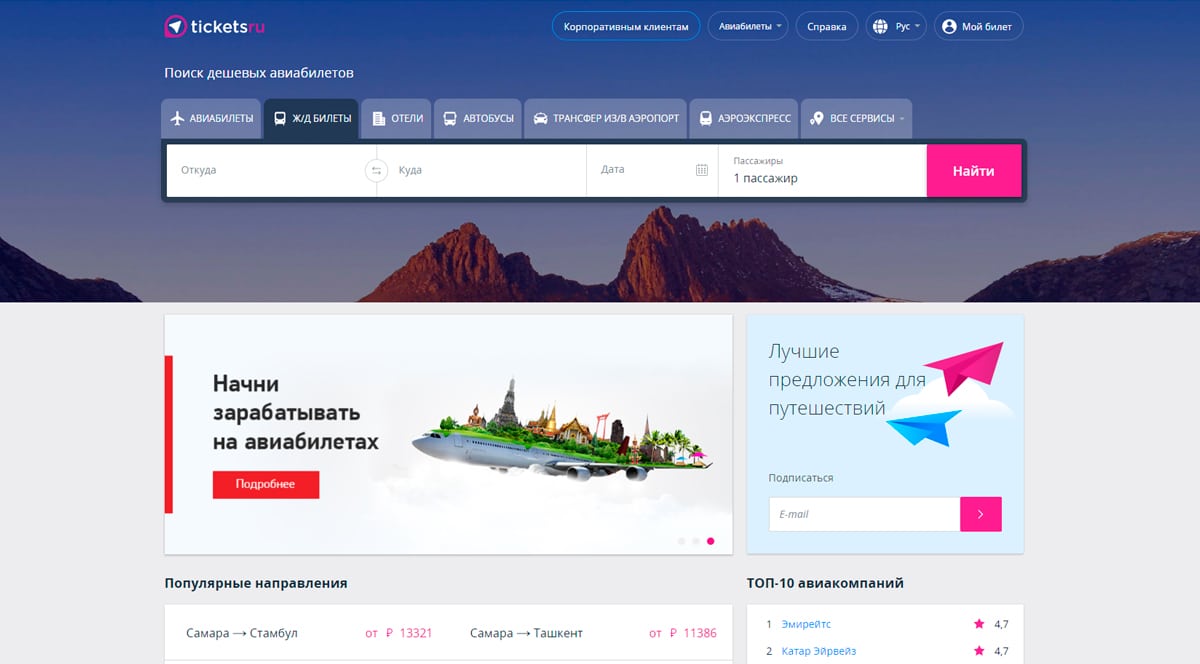 ticketsru
Корпоративным клиентам
Авиабилеты
Справка
Рус
Мой билет
Поиск дешевых авиабилетов
АВИАБИЛЕТЫ
Ж/Д БИЛЕТЫ
ОТЕЛИ
АВТОБУСЫ
ТРАНСФЕР ИЗ/В АЭРОПОРТ
АЭРОЭКСПРЕСС
ВСЕ СЕРВИСЫ
Откуда
Куда
Дата
Пассажиры
1 пассажир
Найти
Начни
зарабатывать
на авиабилетах
Подробнее
Лучшие
предложения для
путешествий
Подписаться
E-mail
Популярные направления
Самара → Стамбул от ₽ 13321
Самара → Ташкент от ₽ 11386
ТОП-10 авиакомпаний
1 Эмирейтс 4,7
2 Катар Эйрвейз 4,7